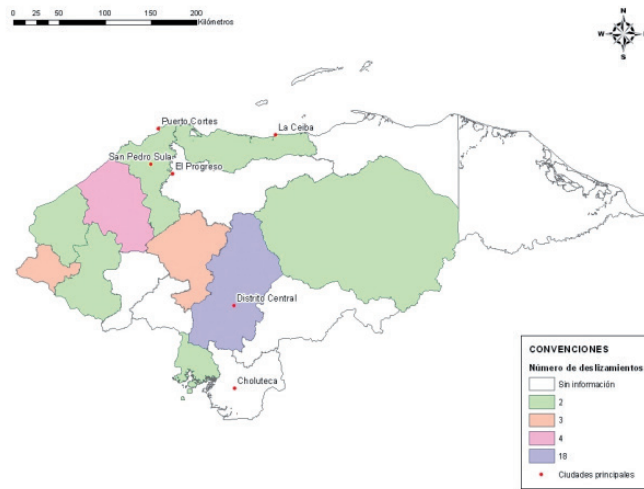 0 25 50 100 150 200
Kilómetros
N
W E
S
Puerto Cortes
La Ceiba
San Pedro Sula
El Progreso
Distrito Central
Choluteca
CONVENCIONES
Número de deslizamientos
Sin información
2
3
4
18
Ciudades principales